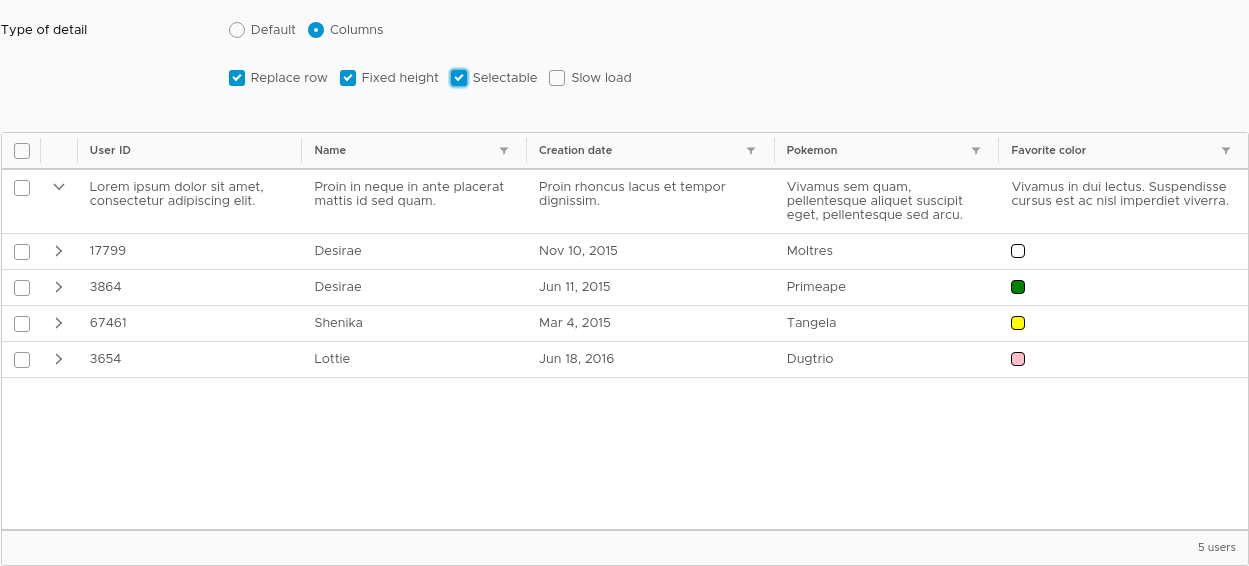 Type of detail
Default Columns
Replace row Fixed height Selectable Slow load
User ID Name Creation date Pokemon Favorite color
Lorem ipsum dolor sit amet,
consectetur adipiscing elit.
Proin in neque in ante placerat
mattis id sed quam.
Proin rhoncus lacus et tempor
dignissim.
Vivamus sem quam,
pellentesque aliquet suscipit
eget, pellentesque sed arcu.
Vivamus in dui lectus. Suspendisse
cursus est ac nisl imperdiet viverra.
17799 Desirae Nov 10, 2015 Moltres
3864 Desirae Jun 11, 2015 Primeape
67461 Shenika Mar 4, 2015 Tangela
3654 Lottie Jun 18, 2016 Dugtrio
5 users